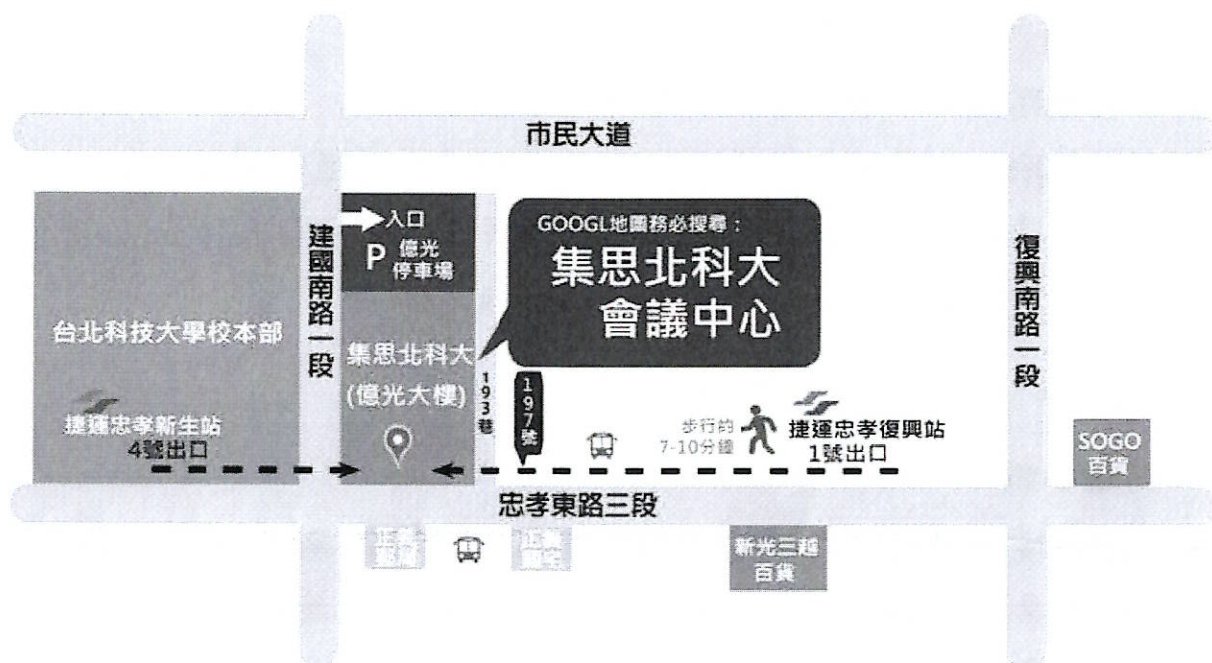 市民大道
建國南路一段
入口
P 億光
停車場
GOOGL地圖務必搜尋：
集思北科大
會議中心
復興南路一段
台北科技大學校本部
集思北科大
(億光大樓)
193巷
197號
捷運忠孝新生站
4號出口
步行約
7-10分鐘
捷運忠孝復興站
1號出口
SOGO
百貨
忠孝東路三段
新光三越
百貨